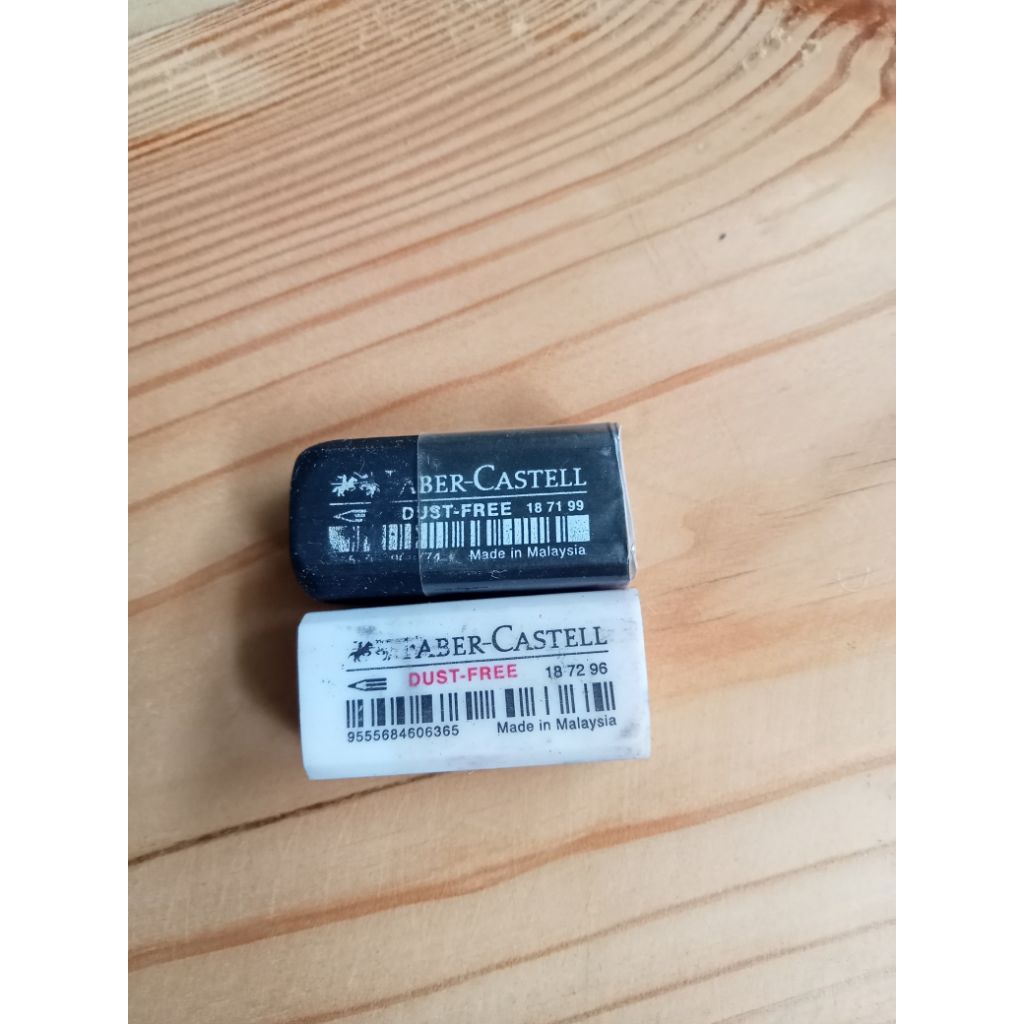 FABER-CASTELL
DUST-FREE 18 71 99
Made in Malaysia
FABER-CASTELL
DUST-FREE 18 72 96
9555684606365 Made in Malaysia